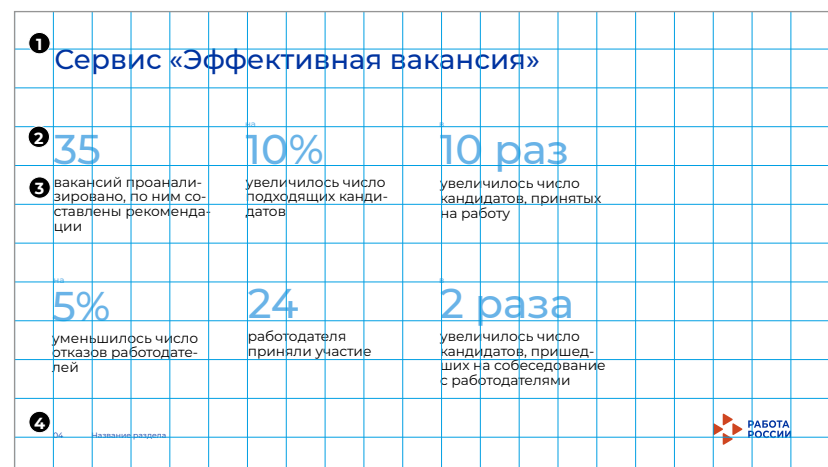 1
Сервис «Эффективная вакансия»
2
35
на
10%
в
10 раз
3
вакансий проанали-
зировано, по ним со-
ставлены рекоменда-
ции
увеличилось число
подходящих канди-
датов
увеличилось число
кандидатов, принятых
на работу
на
5%
24
в
2 раза
уменьшилось число
отказов работодате-
лей
работодателя
приняли участие
увеличилось число
кандидатов, пришед-
ших на собеседование
с работодателями
4
04
Название раздела
РАБОТА
РОССИИ